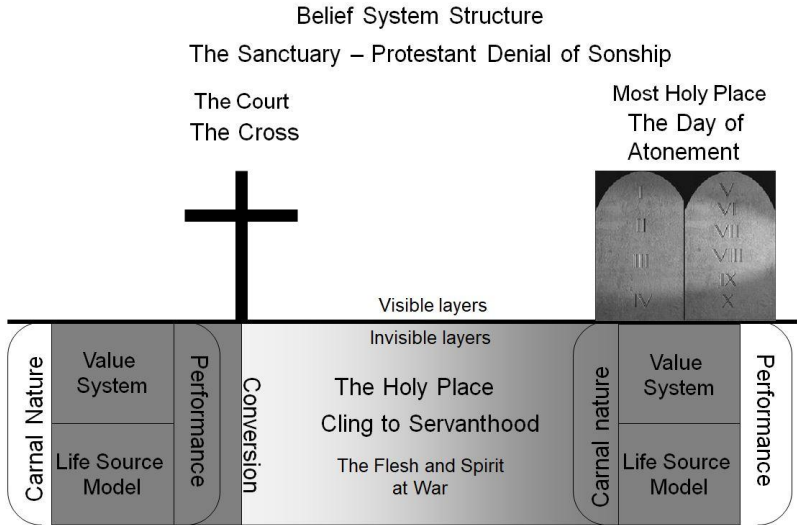 Belief System Structure
The Sanctuary – Protestant Denial of Sonship
The Court
The Cross
Most Holy Place
The Day of
Atonement
I
II
III
IV
V
VI
VII
VIII
IX
X
Visible layers
Invisible layers
Carnal Nature
Value
System
Life Source
Model
Performance
Conversion
The Holy Place
Cling to Servanthood
The Flesh and Spirit
at War
Carnal nature
Value
System
Life Source
Model
Performance